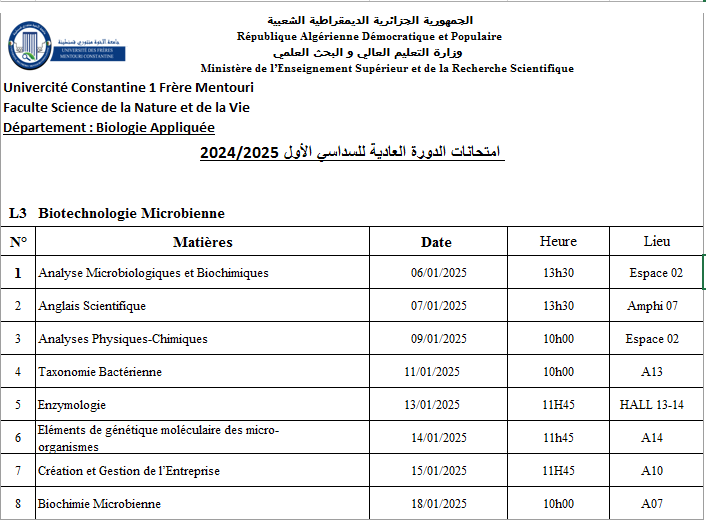 الجمهورية الجزائرية الديمقراطية الشعبية
République Algérienne Démocratique et Populaire
وزارة التعليم العالي و البحث العلمي
Ministère de l'Enseignement Supérieur et de la Recherche Scientifique
UNIVERSITÉ DES FRÈRES
MENTOURI CONSTANTINE
Univercité Constantine 1 Frère Mentouri
Faculte Science de la Nature et de la Vie
Département : Biologie Appliquée
امتحانات الدورة العادية للسداسي الأول 2024/2025
L3 Biotechnologie Microbienne
N° Matières Date Heure Lieu
1 Analyse Microbiologiques et Biochimiques 06/01/2025 13h30 Espace 02
2 Anglais Scientifique 07/01/2025 13h30 Amphi 07
3 Analyses Physiques-Chimiques 09/01/2025 10h00 Espace 02
4 Taxonomie Bactérienne 11/01/2025 10h00 A13
5 Enzymologie 13/01/2025 11H45 HALL 13-14
6 Eléments de génétique moléculaire des micro-
organismes 14/01/2025 11h45 A14
7 Création et Gestion de l'Entreprise 15/01/2025 11H45 A10
8 Biochimie Microbienne 18/01/2025 10h00 A07